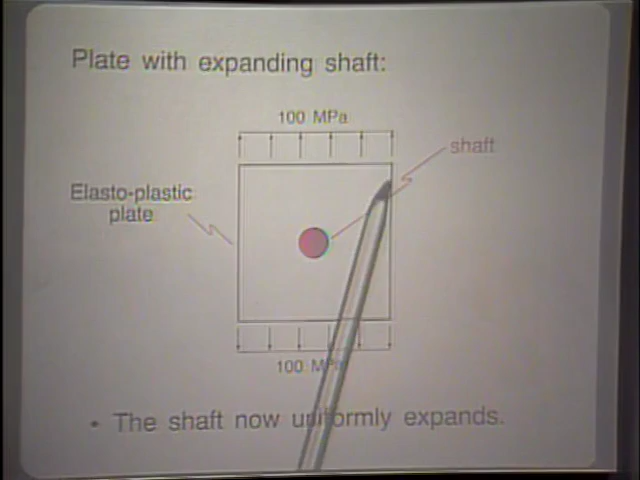 Plate with expanding shaft:
100 MPa
shaft
Elasto-plastic
plate
100 MPa
• The shaft now uniformly expands.